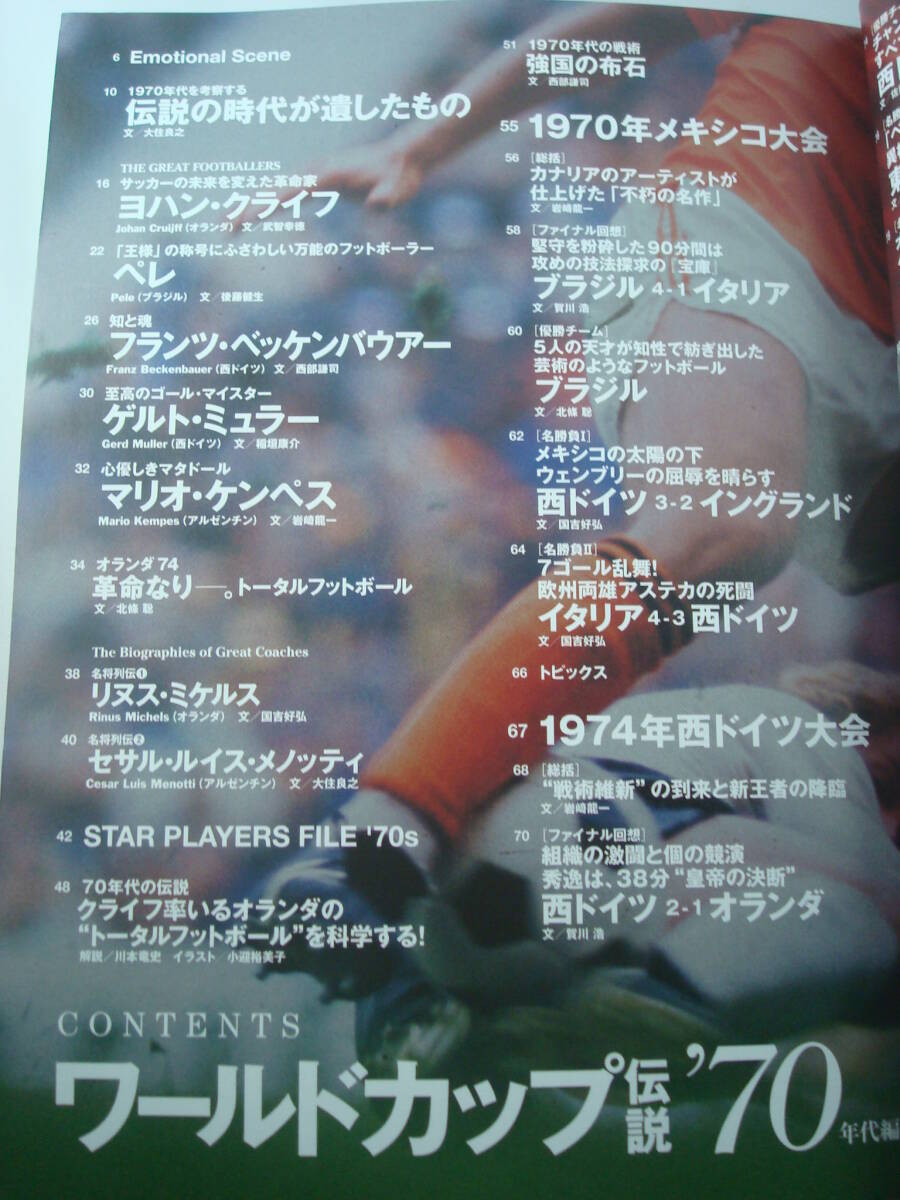 6 Emotional Scene
10 1970年代を考察する
伝説の時代が遺したもの
文/大住良之
THE GREAT FOOTBALLERS
16 サッカーの未来を変えた革命家
ヨハン・クライフ
Johan Cruijff(オランダ) 文/武智幸徳
22 「王様」の称号にふさわしい万能のフットボーラー
ペレ
Pele(ブラジル) 文/後藤健生
26 知と魂
フランツ・ベッケンバウアー
Franz Beckenbauer(西ドイツ) 文/西部謙司
30 至高のゴール・マイスター
ゲルト・ミュラー
Gerd Muller(西ドイツ) 文/稲垣康介
32 心優しきマタドール
マリオ・ケンペス
Mario Kempes(アルゼンチン) 文/岩崎龍一
34 オランダ74
革命なり―。トータルフットボール
文/北條 聡
The Biographies of Great Coaches
38 名将列伝❶
リヌス・ミケルス
Rinus Michels(オランダ) 文/国吉好弘
40 名将列伝❷
セサル・ルイス・メノッティ
Cesar Luis Menotti(アルゼンチン) 文/大住良之
42 STAR PLAYERS FILE '70s
48 70年代の伝説
クライフ率いるオランダの
“トータルフットボール”を科学する!
解説/川本竜史 イラスト/小迎裕美子
51 1970年代の戦術
強国の布石
文/西部謙司
55 1970年メキシコ大会
56 [総括]
カナリアのアーティストが
仕上げた「不朽の名作」
文/岩崎龍一
58 [ファイナル回想]
堅守を粉砕した90分間は
攻めの技法探求の「宝庫」
ブラジル 4-1 イタリア
文/賀川 浩
60 [優勝チーム]
5人の天才が知性で紡ぎ出した
芸術のようなフットボール
ブラジル
文/北條 聡
62 [名勝負I]
メキシコの太陽の下
ウェンブリーの屈辱を晴らす
西ドイツ 3-2 イングランド
文/国吉好弘
64 [名勝負II]
7ゴール乱舞!
欧州両雄アステカの死闘
イタリア 4-3 西ドイツ
文/国吉好弘
66 トピックス
67 1974年西ドイツ大会
68 [総括]
“戦術維新”の到来と新王者の降臨
文/岩崎龍一
70 [ファイナル回想]
組織の激闘と個の競演
秀逸は、38分“皇帝の決断”
西ドイツ 2-1 オランダ
文/賀川 浩
CONTENTS
ワールドカップ伝説 '70年代編